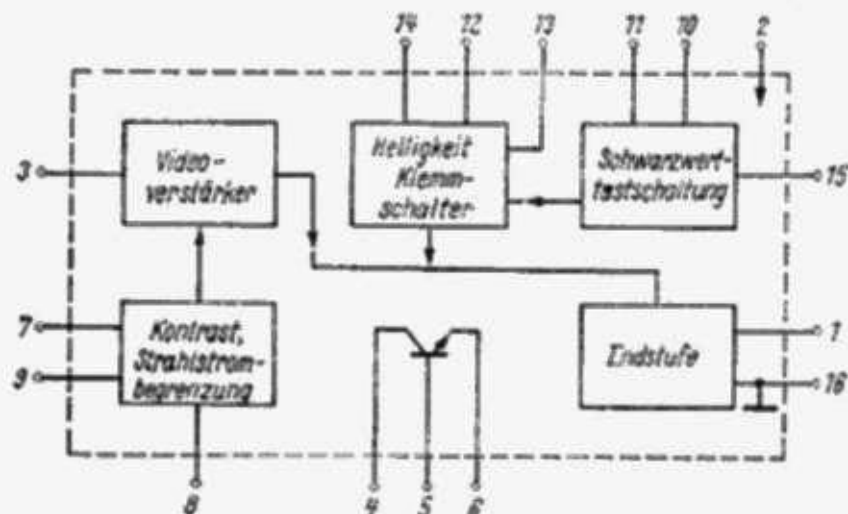 14 12 13 11 10 2
3
Video-
verstärker
Helligkeit
Klemm-
schalter
Schwarzwert-
tastschaltung
15
7
9
Kontrast,
Strahlstrom-
begrenzung
Endstufe
1
16
8 4 5 6